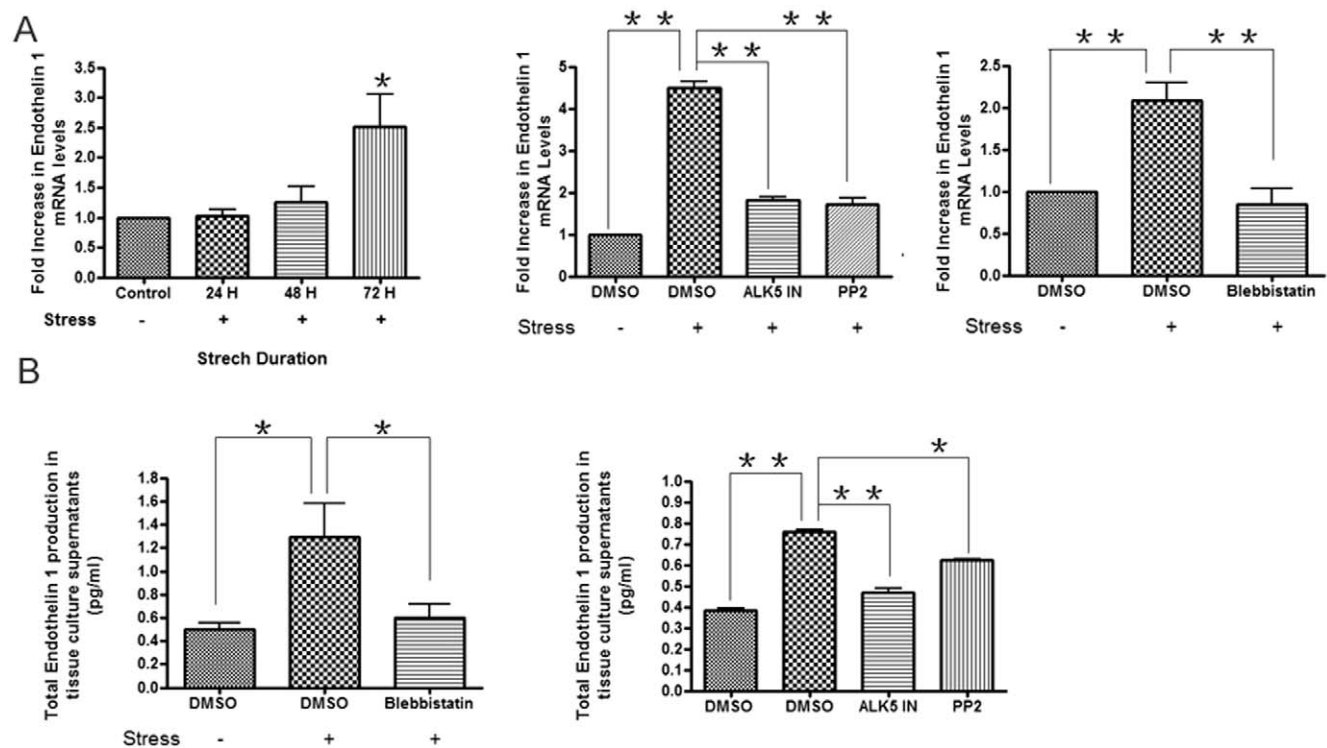 A
Fold Increase in Endothelin 1
mRNA levels
3.5
3.0
2.5
2.0
1.5
1.0
0.5
0.0
*
Control 24 H 48 H 72 H
Stress - + + +
Strech Duration
Fold Increase in Endothelin 1
mRNA Levels
5
4
3
2
1
0
* *
* *
* *
DMSO DMSO ALK5 IN PP2
Stress - + + +
Fold Increase in Endothelin 1
mRNA Levels
2.5
2.0
1.5
1.0
0.5
0.0
* * * *
DMSO DMSO Blebbistatin
Stress - + +
B
Total Endothelin 1 production in
tissue culture supernatants
(pg/ml)
1.8
1.6
1.4
1.2
1.0
0.8
0.6
0.4
0.2
0.0
* *
DMSO DMSO Blebbistatin
Stress - + +
Total Endothelin 1 production in
tissue culture supernatants
(pg/ml)
1.0
0.9
0.8
0.7
0.6
0.5
0.4
0.3
0.2
0.1
0.0
*
* *
* *
DMSO DMSO ALK5 IN PP2